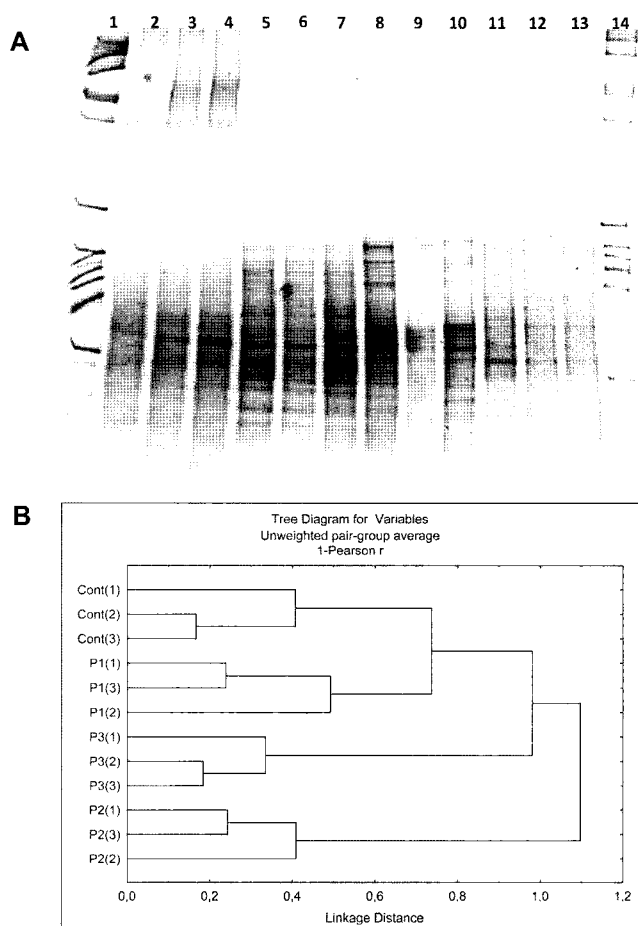 A
1 2 3 4 5 6 7 8 9 10 11 12 13 14
B
Tree Diagram for Variables
Unweighted pair-group average
1-Pearson r
Cont(1)
Cont(2)
Cont(3)
P1(1)
P1(3)
P1(2)
P3(1)
P3(2)
P3(3)
P2(1)
P2(3)
P2(2)
0,0 0,2 0,4 0,6 0,8 1.0 1.2
Linkage Distance